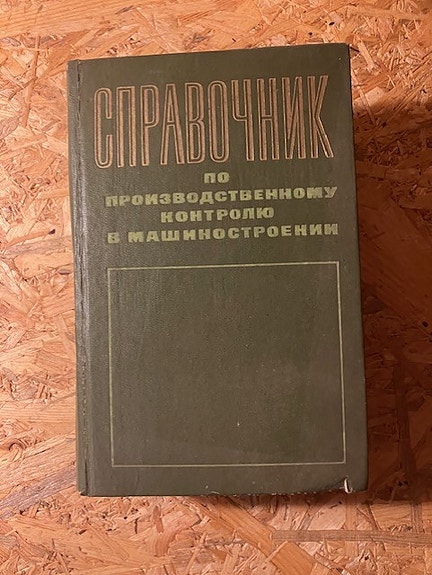 СПРАВОЧНИК
ПО
ПРОИЗВОДСТВЕННОМУ
КОНТРОЛЮ
В МАШИНОСТРОЕНИИ